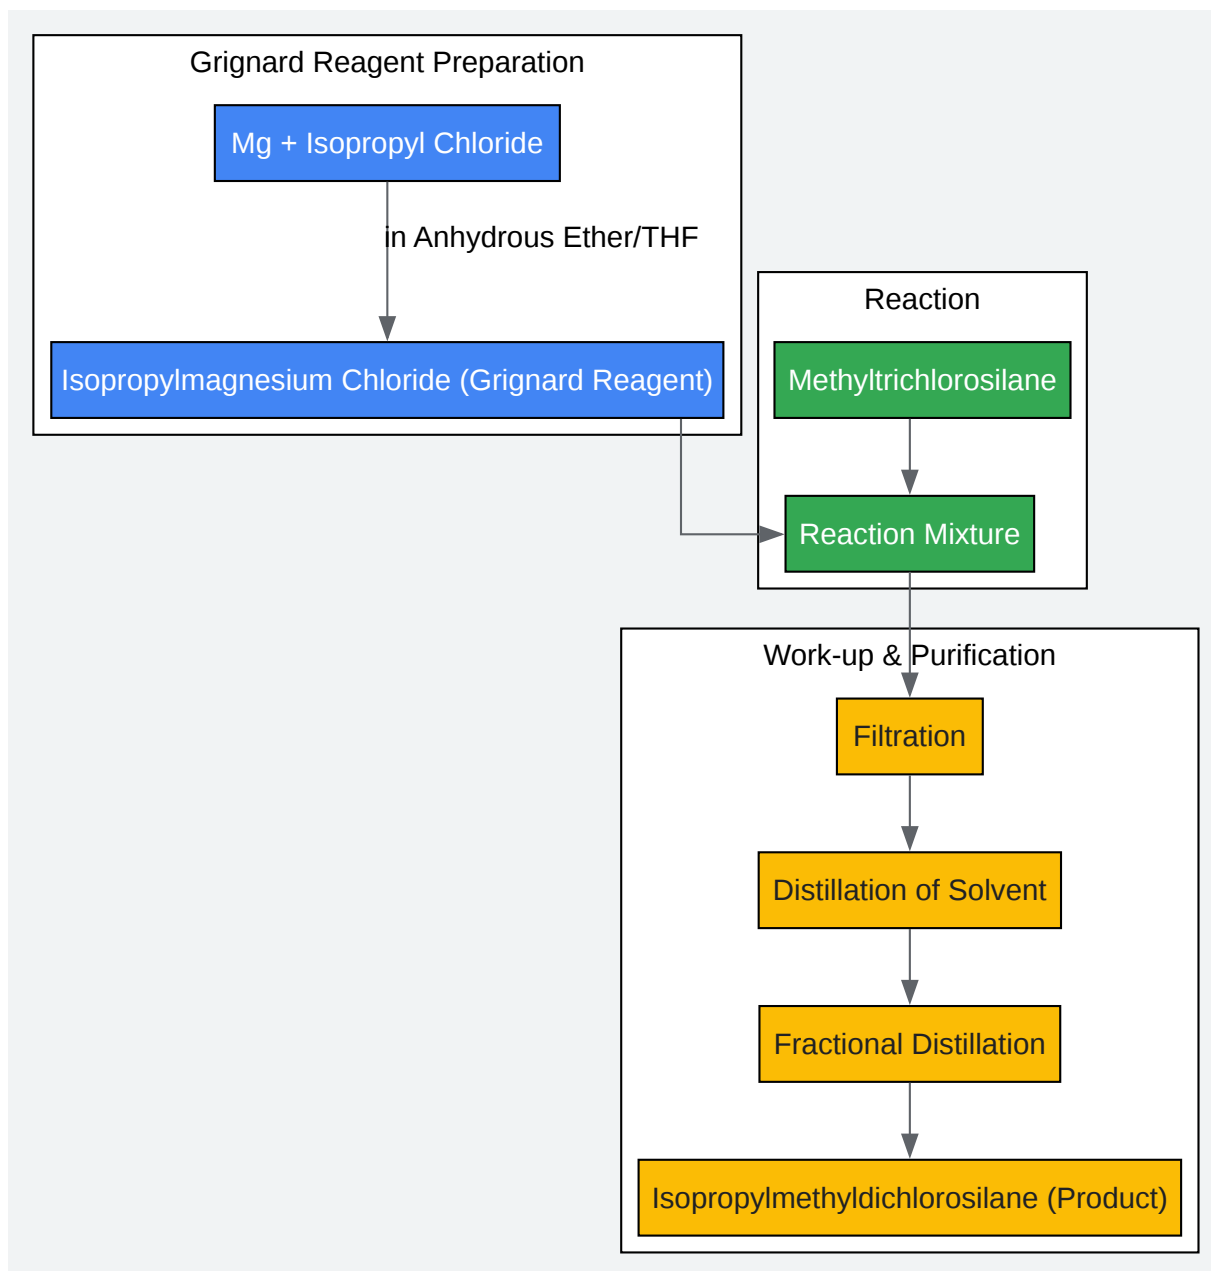 Grignard Reagent Preparation
Mg + Isopropyl Chloride
in Anhydrous Ether/THF
Isopropylmagnesium Chloride (Grignard Reagent)
Reaction
Methyltrichlorosilane
Reaction Mixture
Work-up & Purification
Filtration
Distillation of Solvent
Fractional Distillation
Isopropylmethyldichlorosilane (Product)